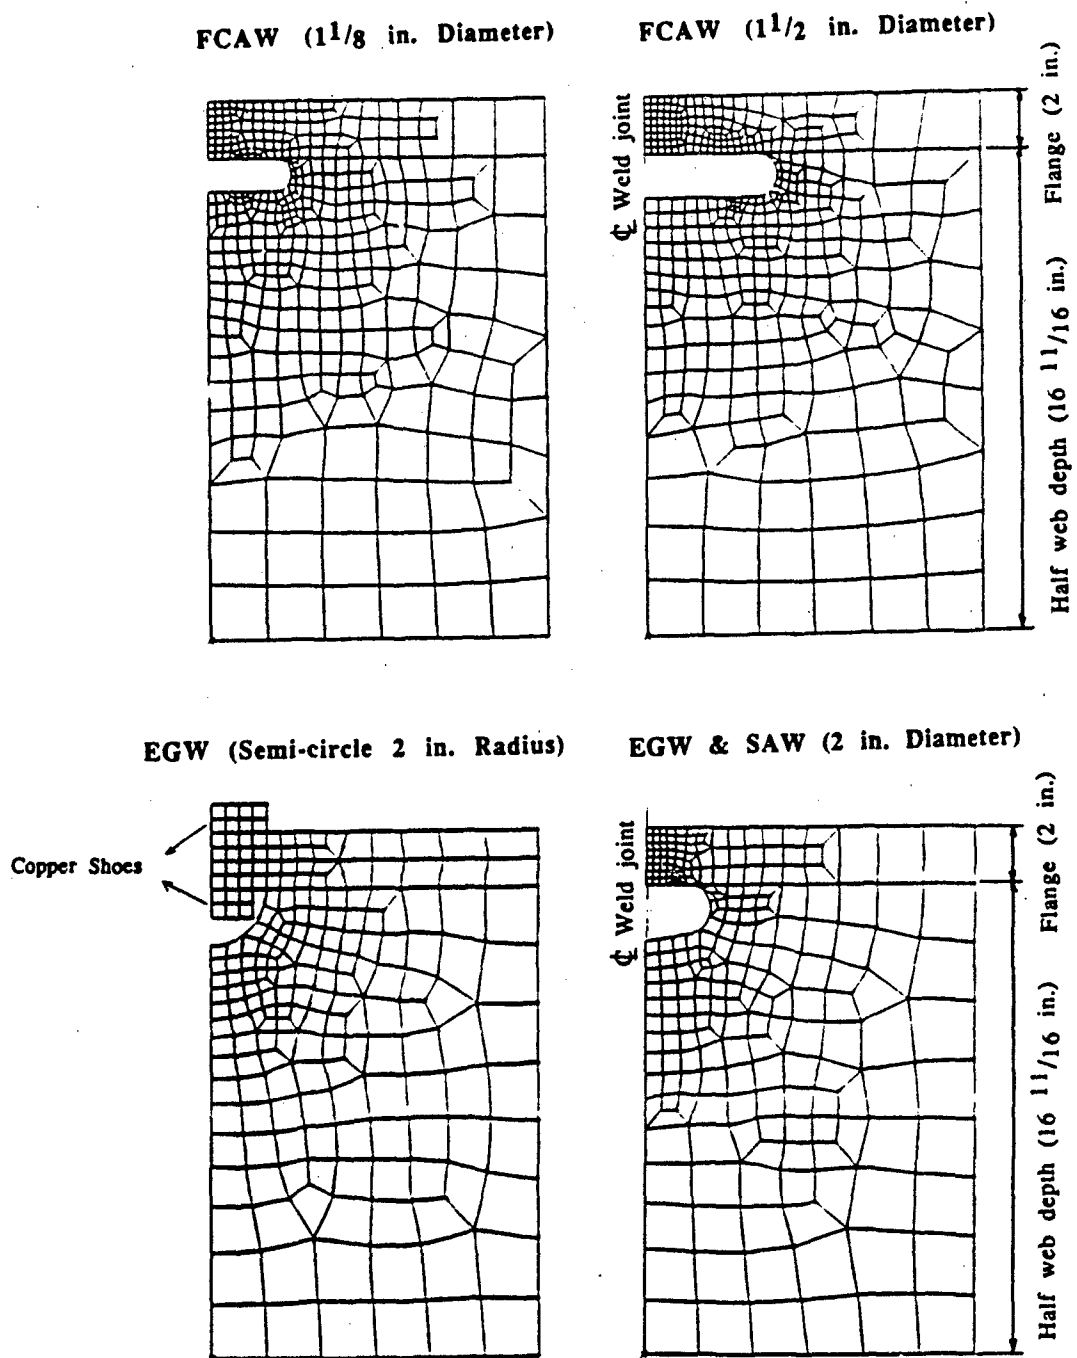 FCAW (1 1/8 in. Diameter)
FCAW (1 1/2 in. Diameter)
℄ Weld joint
Flange (2 in.)
Half web depth (16 11/16 in.)
EGW (Semi-circle 2 in. Radius)
EGW & SAW (2 in. Diameter)
Copper Shoes
℄ Weld joint
Flange (2 in.)
Half web depth (16 11/16 in.)